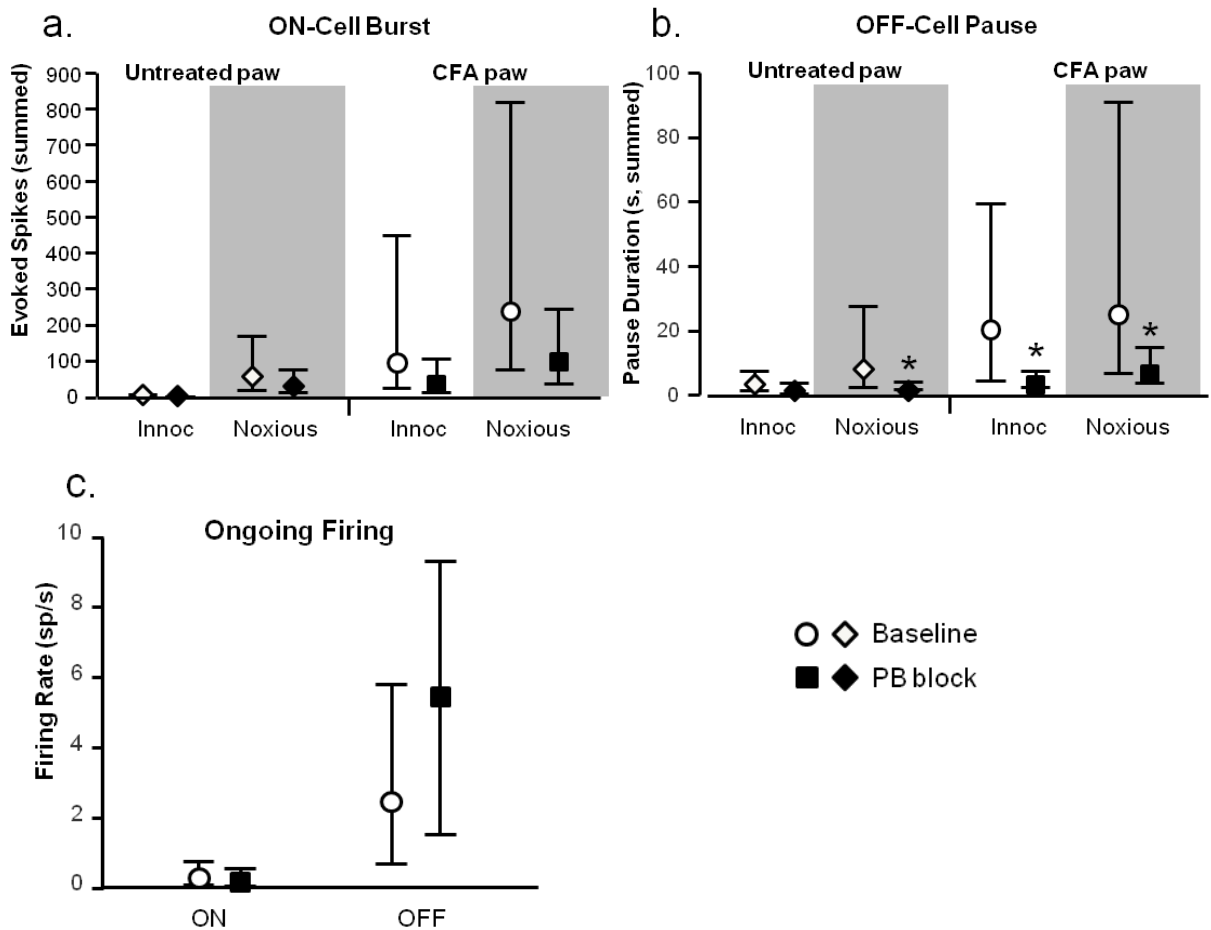 a.
ON-Cell Burst
Untreated paw
CFA paw
Evoked Spikes (summed)
900
800
700
600
500
400
300
200
100
0
Innoc
Noxious
Innoc
Noxious
b.
OFF-Cell Pause
Untreated paw
CFA paw
Pause Duration (s, summed)
100
80
60
40
20
0
*
*
*
Innoc
Noxious
Innoc
Noxious
c.
Ongoing Firing
Firing Rate (sp/s)
10
8
6
4
2
0
ON
OFF
Baseline
PB block